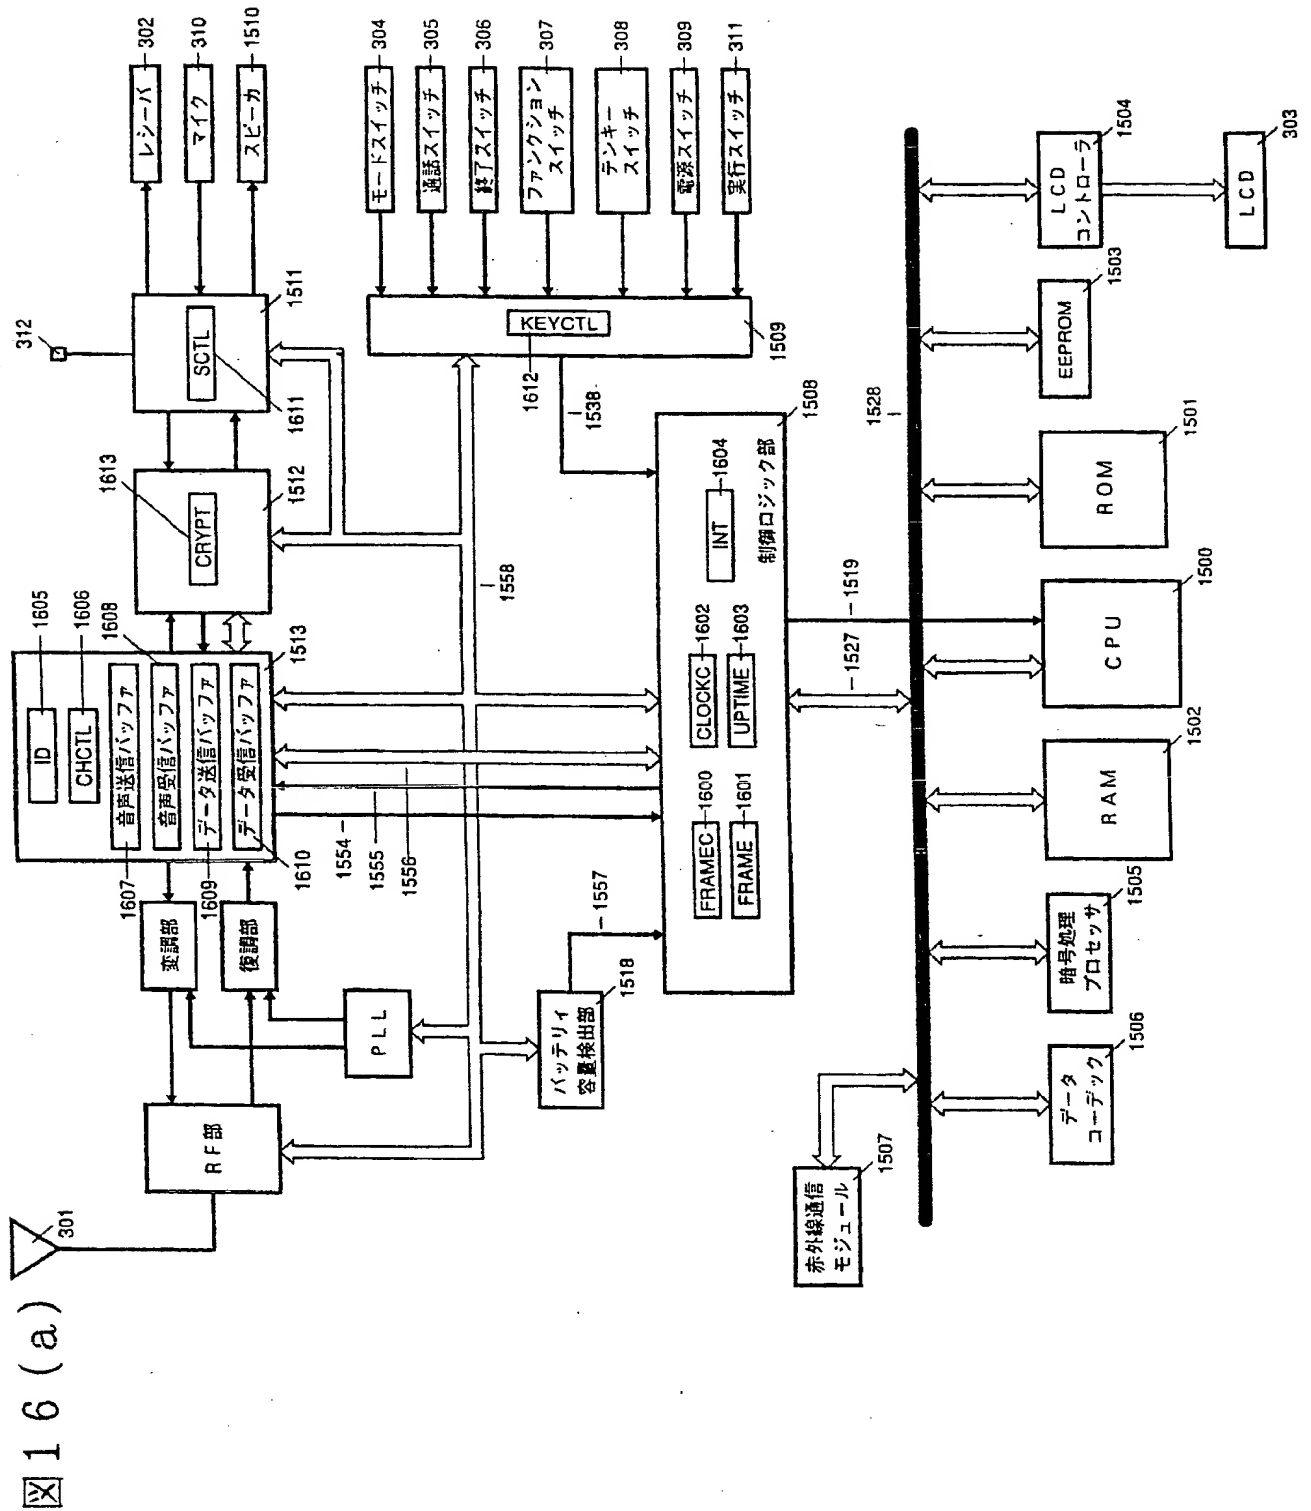 図16(a)
301
RF部
変調部
復調部
PLL
ID
1605
CHCTL
1606
音声送信バッファ
1607
音声受信バッファ
1608
データ送信バッファ
1609
データ受信バッファ
1610
1513
CRYPT
1613
1512
SCTL
1611
1511
312
レシーバ
302
マイク
310
スピーカ
1510
モードスイッチ
304
通話スイッチ
305
終了スイッチ
306
ファンクション
スイッチ
307
テンキー
スイッチ
308
電源スイッチ
309
実行スイッチ
311
KEYCTL
1612
1509
1538
1558
1554
1555
1556
バッテリィ
容量検出部
1518
1557
FRAMEC
1600
FRAME
1601
CLOCKC
1602
UPTIME
1603
INT
1604
制御ロジック部
1508
1527
1519
1528
赤外線通信
モジュール
1507
データ
コーデック
1506
暗号処理
プロセッサ
1505
RAM
1502
CPU
1500
ROM
1501
EEPROM
1503
LCD
コントローラ
1504
LCD
303